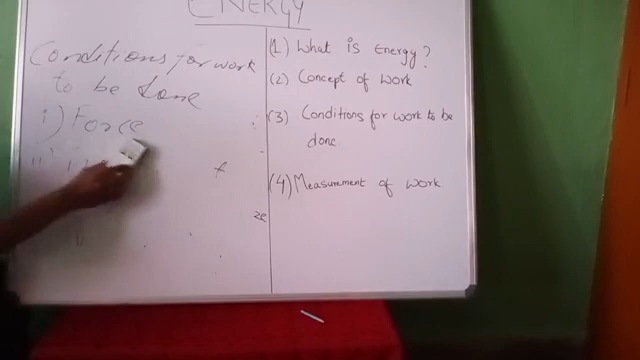 ENERGY
Conditions for work
to be done
i) Force
(1) What is Energy?
(2) Concept of Work
(3) Conditions for work to be
done
(4) Measurement of work